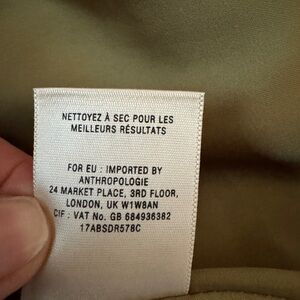 NETTOYEZ À SEC POUR LES
MEILLEURS RÉSULTATS
FOR EU : IMPORTED BY
ANTHROPOLOGIE
24 MARKET PLACE, 3RD FLOOR,
LONDON, UK W1W8AN
CIF : VAT No. GB 684936382
17ABSDR578C